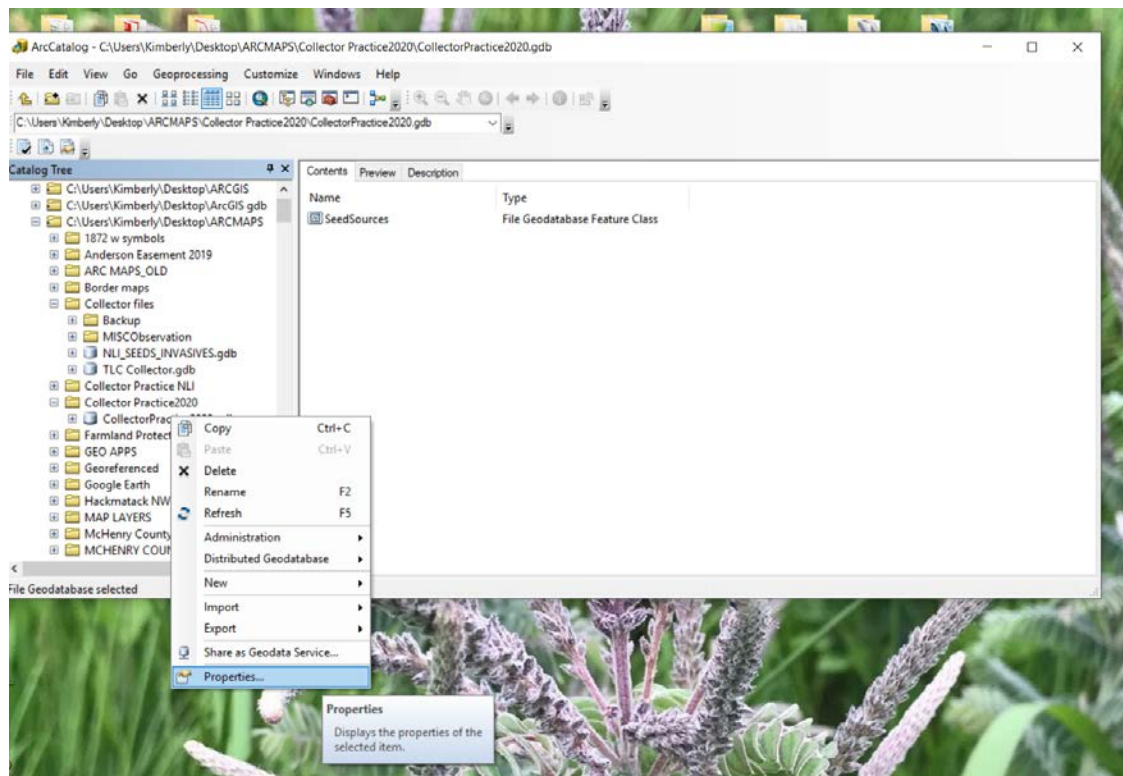 ArcCatalog - C:\Users\Kimberly\Desktop\ARCMAPS\Collector Practice2020\CollectorPractice2020.gdb
File Edit View Go Geoprocessing Customize Windows Help
C:\Users\Kimberly\Desktop\ARCMAPS\Collector Practice2020\CollectorPractice2020.gdb
Catalog Tree
Contents Preview Description
Name Type
SeedSources File Geodatabase Feature Class
C:\Users\Kimberly\Desktop\ARCGIS
C:\Users\Kimberly\Desktop\ArcGIS gdb
C:\Users\Kimberly\Desktop\ARCMAPS
1872 w symbols
Anderson Easement 2019
ARC MAPS_OLD
Border maps
Collector files
Backup
MISCObservation
NLI_SEEDS_INVASIVES.gdb
TLC Collector.gdb
Collector Practice NLI
Collector Practice2020
CollectorPrac
Farmland Protect
GEO APPS
Georeferenced
Google Earth
Hackmatack NW
MAP LAYERS
McHenry County
MCHENRY COUN
File Geodatabase selected
Copy Ctrl+C
Paste Ctrl+V
Delete
Rename F2
Refresh F5
Administration
Distributed Geodatabase
New
Import
Export
Share as Geodata Service...
Properties...
Properties
Displays the properties of the
selected item.